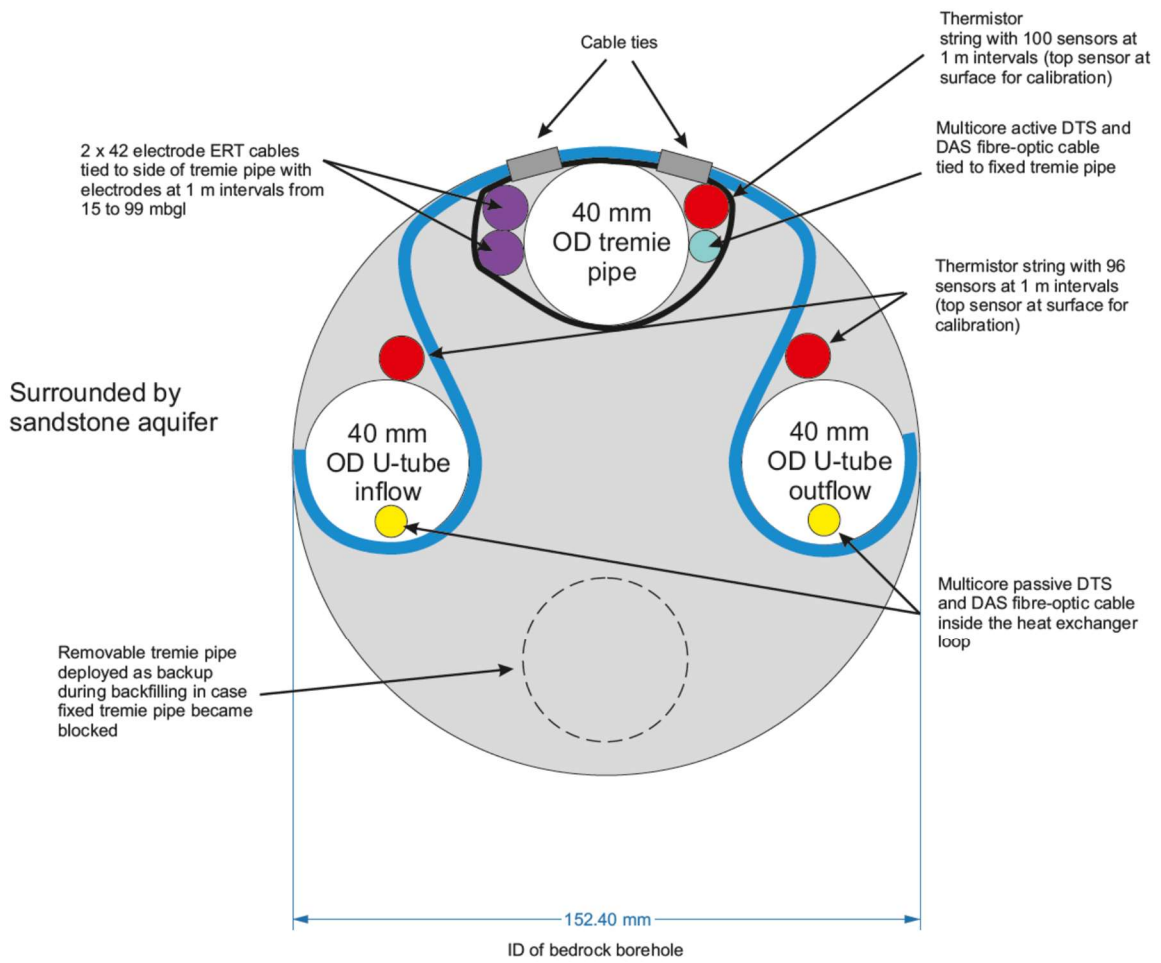 Cable ties
Thermistor
string with 100 sensors at
1 m intervals (top sensor at
surface for calibration)
2 x 42 electrode ERT cables
tied to side of tremie pipe with
electrodes at 1 m intervals from
15 to 99 mbgl
Multicore active DTS and
DAS fibre-optic cable
tied to fixed tremie pipe
40 mm
OD tremie
pipe
Thermistor string with 96
sensors at 1 m intervals
(top sensor at surface for
calibration)
Surrounded by
sandstone aquifer
40 mm
OD U-tube
inflow
40 mm
OD U-tube
outflow
Multicore passive DTS
and DAS fibre-optic cable
inside the heat exchanger
loop
Removable tremie pipe
deployed as backup
during backfilling in case
fixed tremie pipe became
blocked
152.40 mm
ID of bedrock borehole